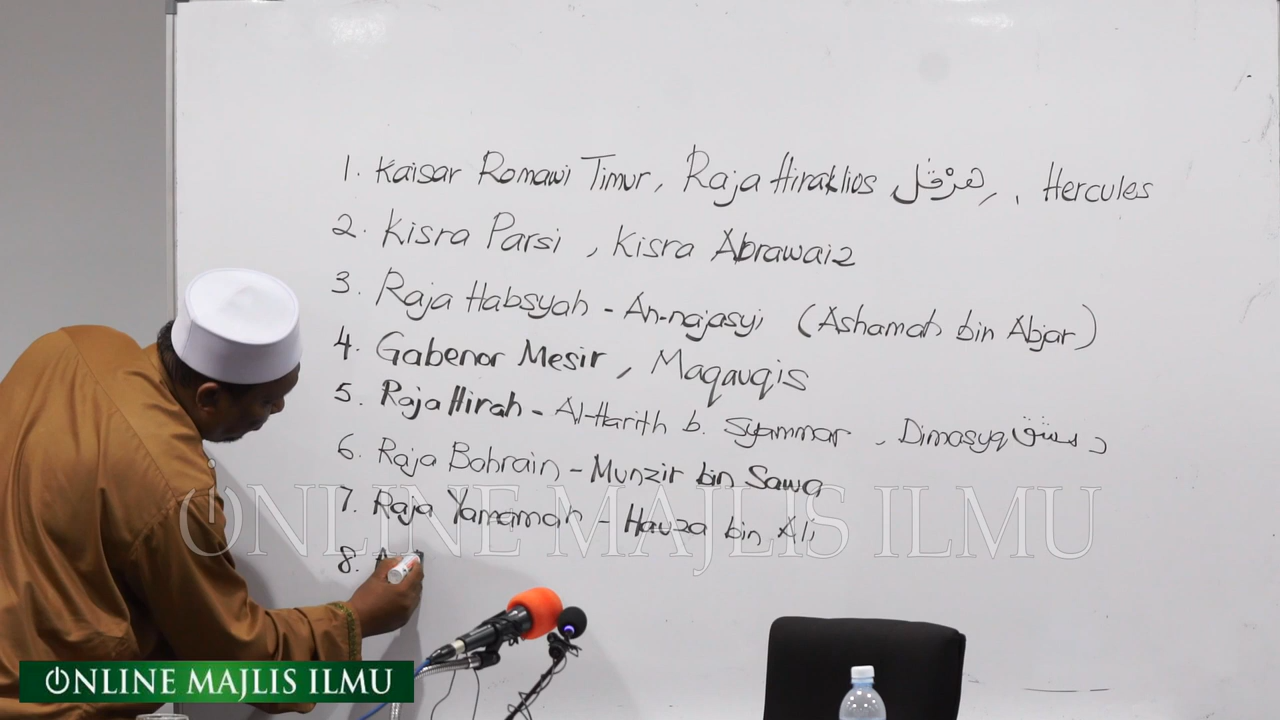 1. Kaisar Romawi Timur, Raja Hiraklios هِرَقْل , Hercules
2. Kisra Parsi , Kisra Abrawaiz
3. Raja Habsyah - An-najasyi (Ashamah bin Abjar)
4. Gabenor Mesir , Maqauqis
5. Raja Hirah - Al-Harith b. Syammar , Dimasyq دمشق
6. Raja Bahrain - Munzir bin Sawa
7. Raja Yamamah - Hauza bin Ali
8.
ONLINE MAJLIS ILMU
ONLINE MAJLIS ILMU